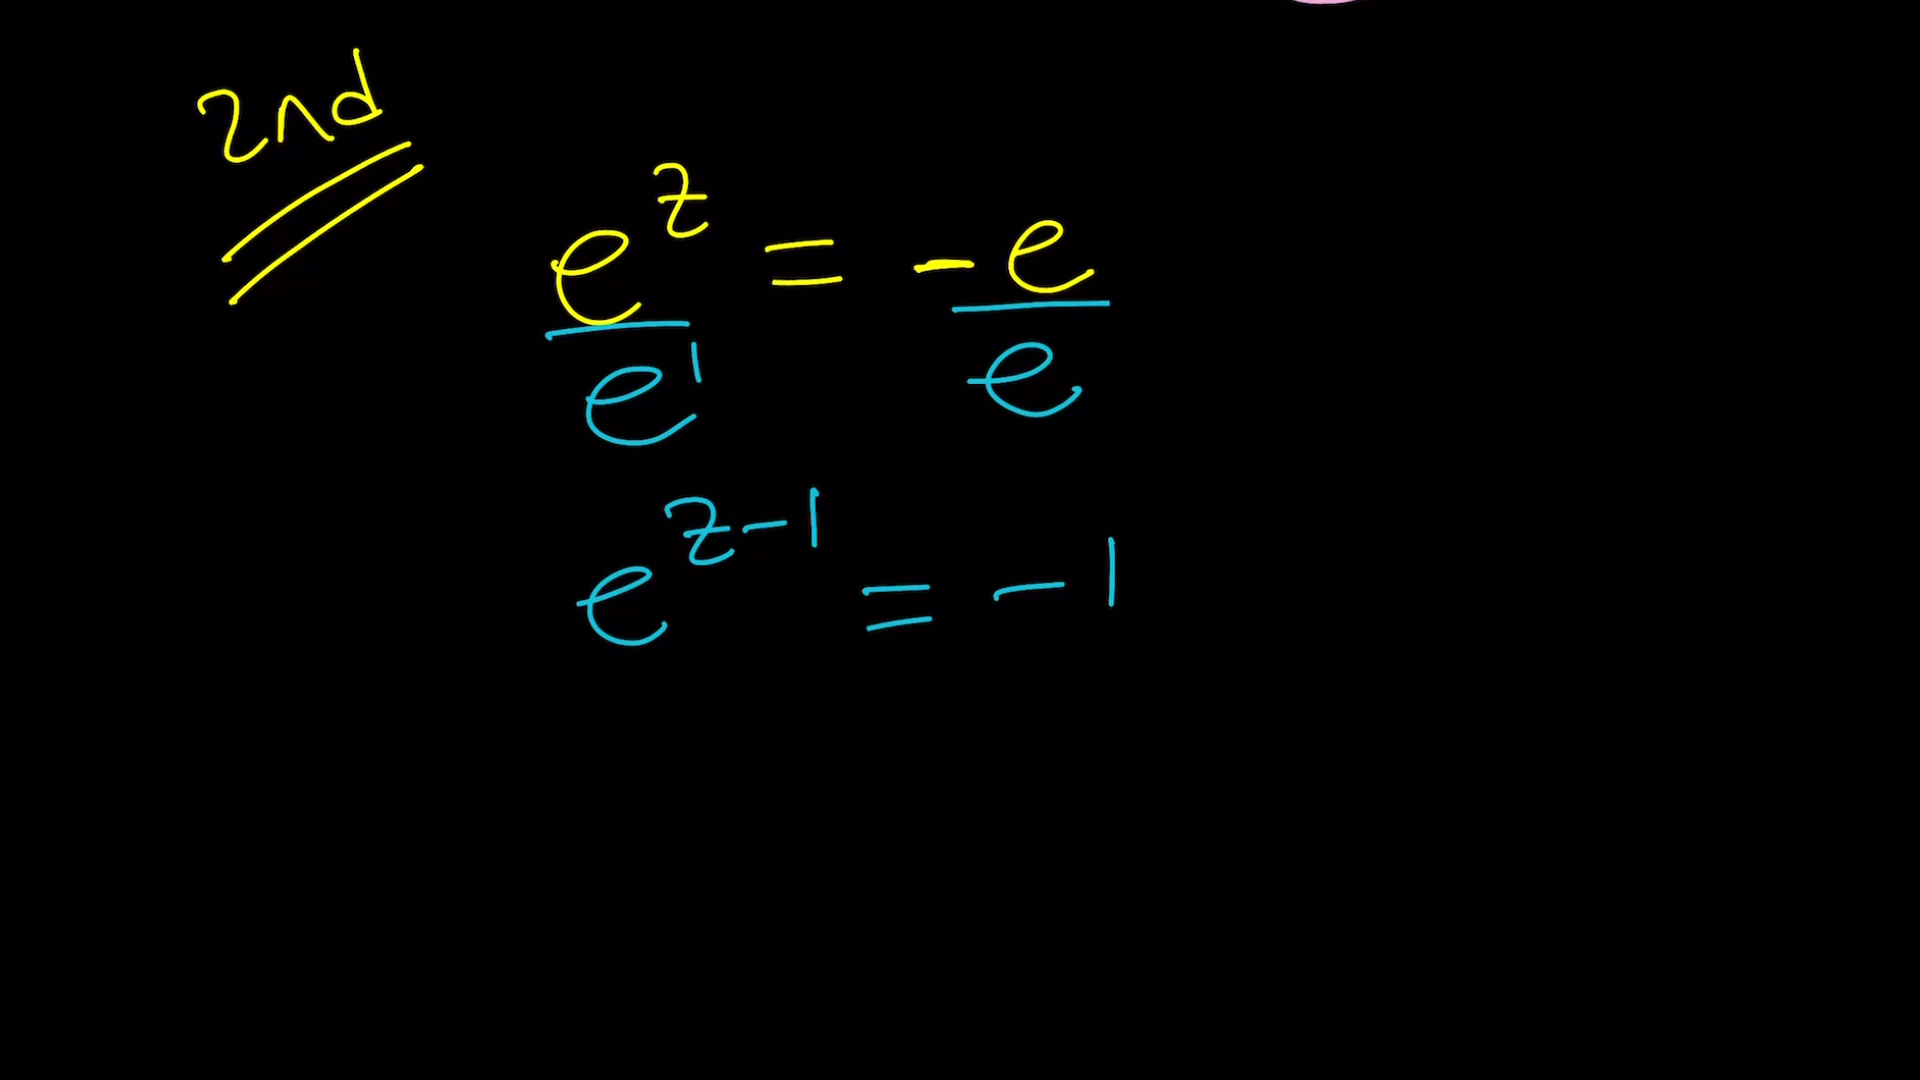 2nd
e^z = -e
e^1 e
e^{z-1} = -1